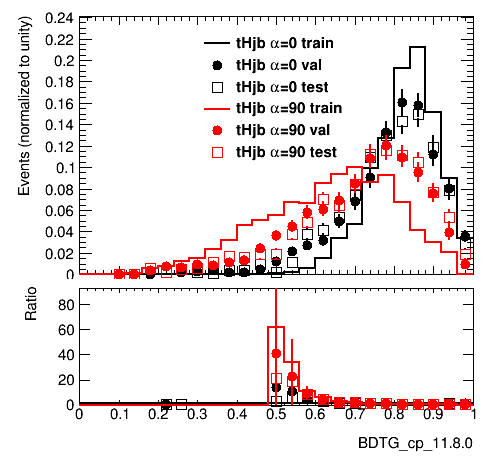 Events (normalized to unity)
0.24
0.22
0.2
0.18
0.16
0.14
0.12
0.1
0.08
0.06
0.04
0.02
0
tHjb α=0 train
tHjb α=0 val
tHjb α=0 test
tHjb α=90 train
tHjb α=90 val
tHjb α=90 test
Ratio
80
60
40
20
0
0 0.1 0.2 0.3 0.4 0.5 0.6 0.7 0.8 0.9 1
BDTG_cp_11.8.0